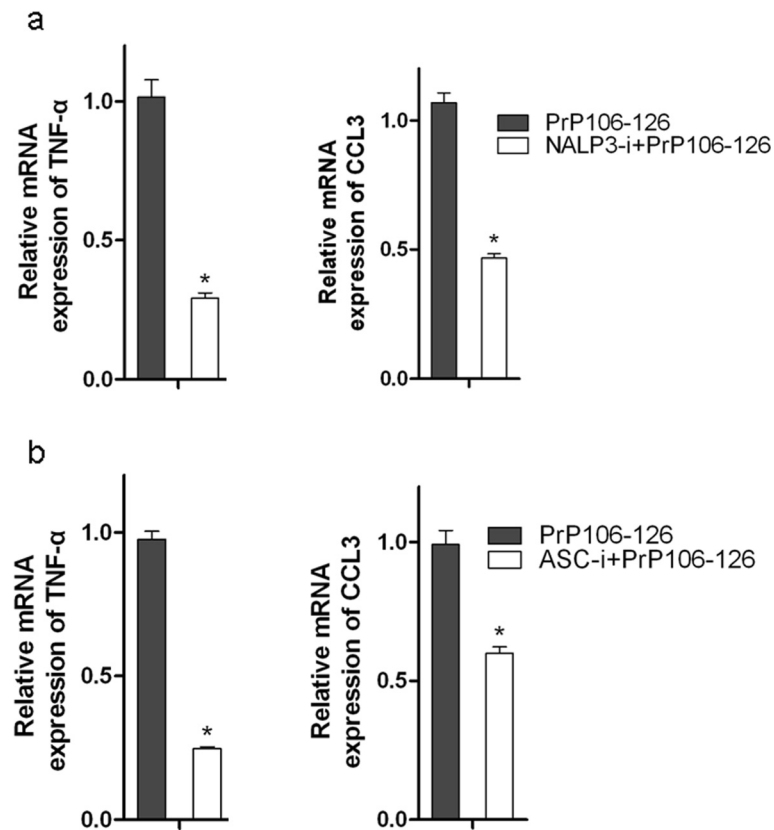 a
Relative mRNA
expression of TNF-α
1.0
0.5
0.0
*
Relative mRNA
expression of CCL3
1.0
0.5
0.0
*
PrP106-126
NALP3-i+PrP106-126
b
Relative mRNA
expression of TNF-α
1.0
0.5
0.0
*
Relative mRNA
expression of CCL3
1.0
0.5
0.0
*
PrP106-126
ASC-i+PrP106-126